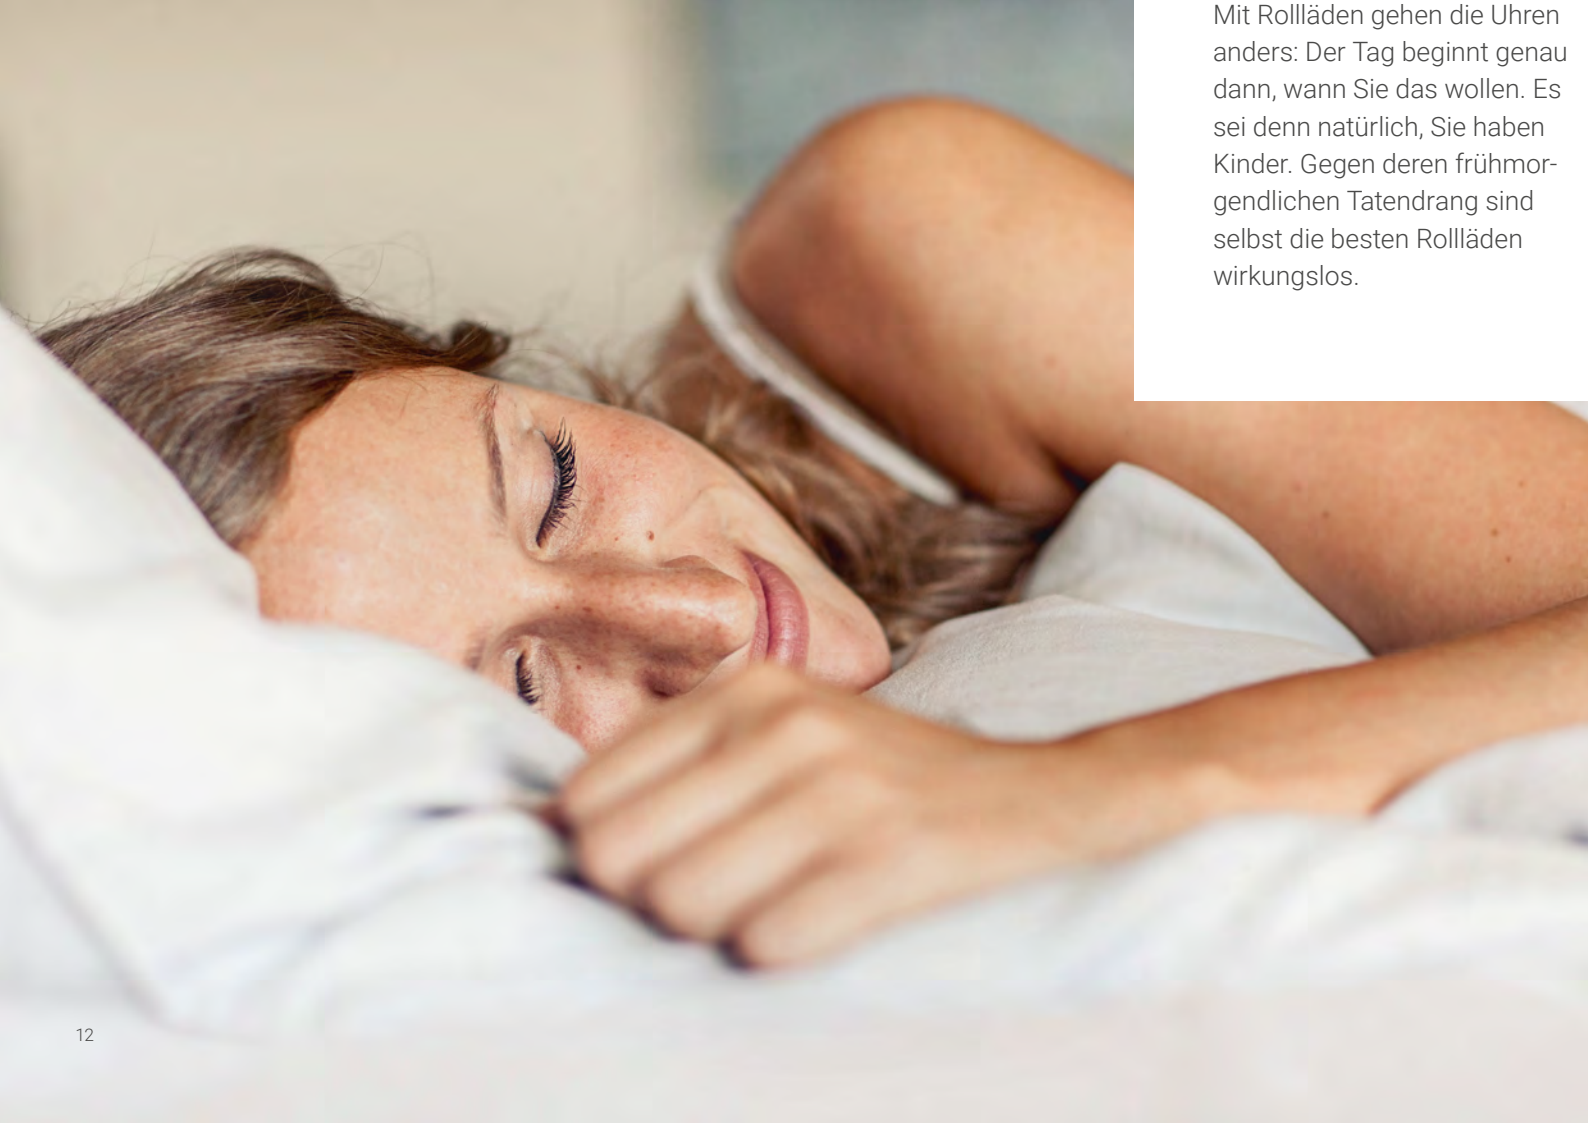 Mit Rollläden gehen die Uhren
anders: Der Tag beginnt genau
dann, wann Sie das wollen. Es
sei denn natürlich, Sie haben
Kinder. Gegen deren frühmor-
gendlichen Tatendrang sind
selbst die besten Rollläden
wirkungslos.
12